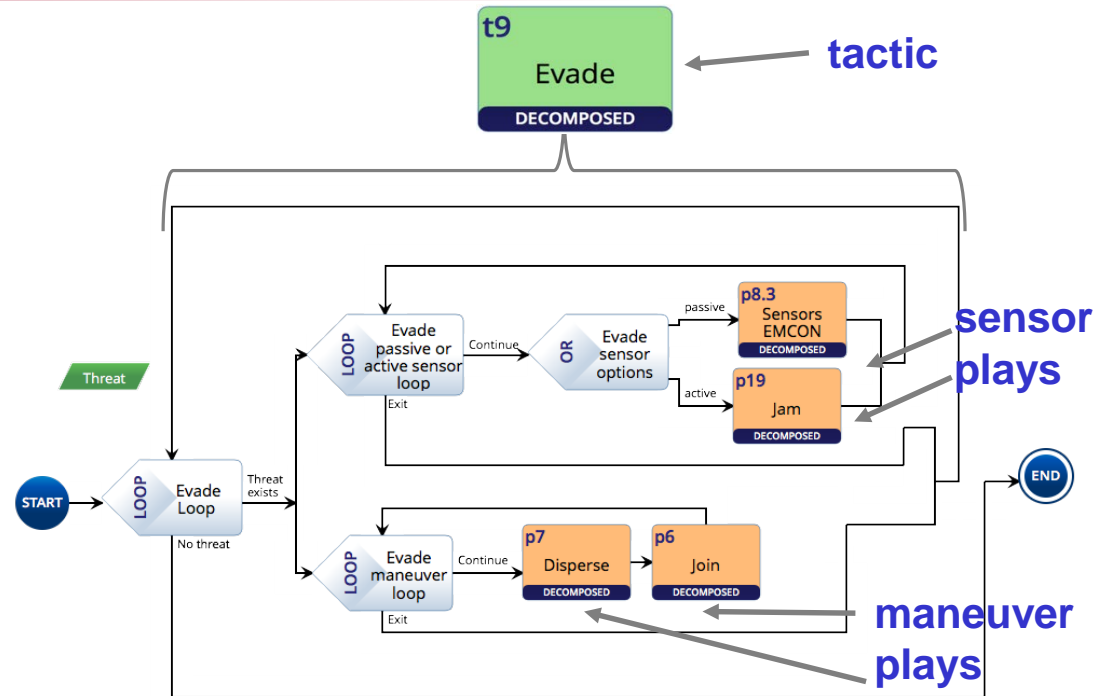 t9
Evade
DECOMPOSED
tactic
LOOP
Evade
passive or
active sensor
loop
Continue
Exit
OR
Evade
sensor
options
passive
active
p8.3
Sensors
EMCON
DECOMPOSED
p19
Jam
DECOMPOSED
sensor
plays
Threat
START
LOOP
Evade
Loop
Threat
exists
No threat
END
LOOP
Evade
maneuver
loop
Continue
Exit
p7
Disperse
DECOMPOSED
p6
Join
DECOMPOSED
maneuver
plays